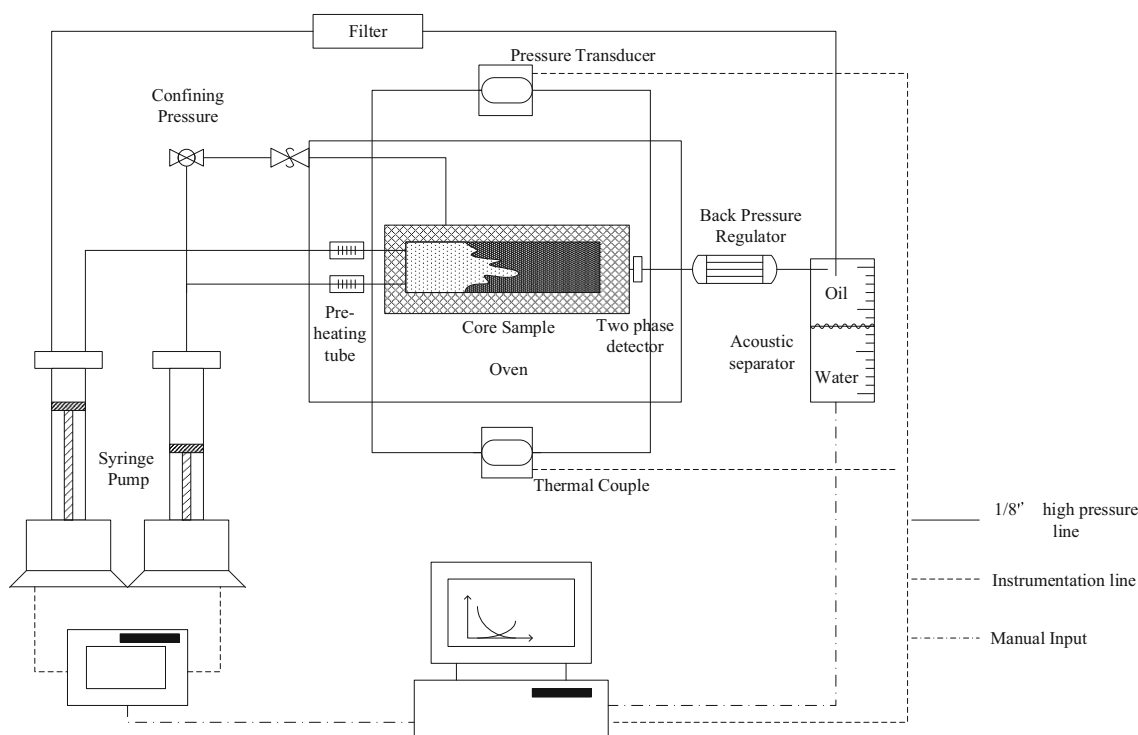 Filter
Pressure Transducer
Confining
Pressure
Back Pressure
Regulator
Oil
Pre-
heating
tube
Core Sample
Two phase
detector
Acoustic
separator
Oven
Water
Syringe
Pump
Thermal Couple
1/8'’ high pressure
line
Instrumentation line
Manual Input